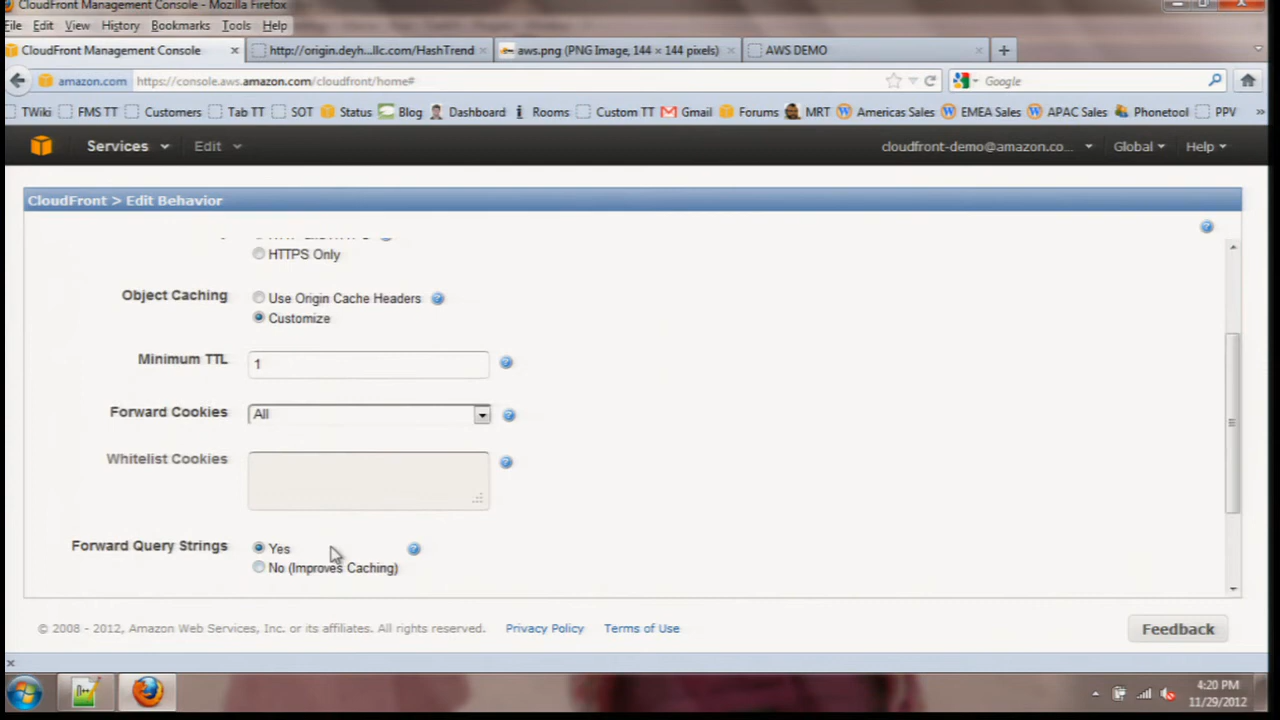 CloudFront Management Console - Mozilla Firefox
File Edit View History Bookmarks Tools Help
CloudFront Management Console × http://origin.deyh...llc.com/HashTrend × aws.png (PNG Image, 144 × 144 pixels) × AWS DEMO × +
amazon.com https://console.aws.amazon.com/cloudfront/home# Google
TWiki FMS TT Customers Tab TT SOT Status Blog Dashboard Rooms Custom TT Gmail Forums MRT Americas Sales EMEA Sales APAC Sales Phonetool PPV »
Services Edit cloudfront-demo@amazon.co... Global Help
CloudFront > Edit Behavior
HTTPS Only
Object Caching Use Origin Cache Headers
Customize
Minimum TTL 1
Forward Cookies All
Whitelist Cookies
Forward Query Strings Yes
No (Improves Caching)
© 2008 - 2012, Amazon Web Services, Inc. or its affiliates. All rights reserved. Privacy Policy Terms of Use Feedback
4:20 PM
11/29/2012